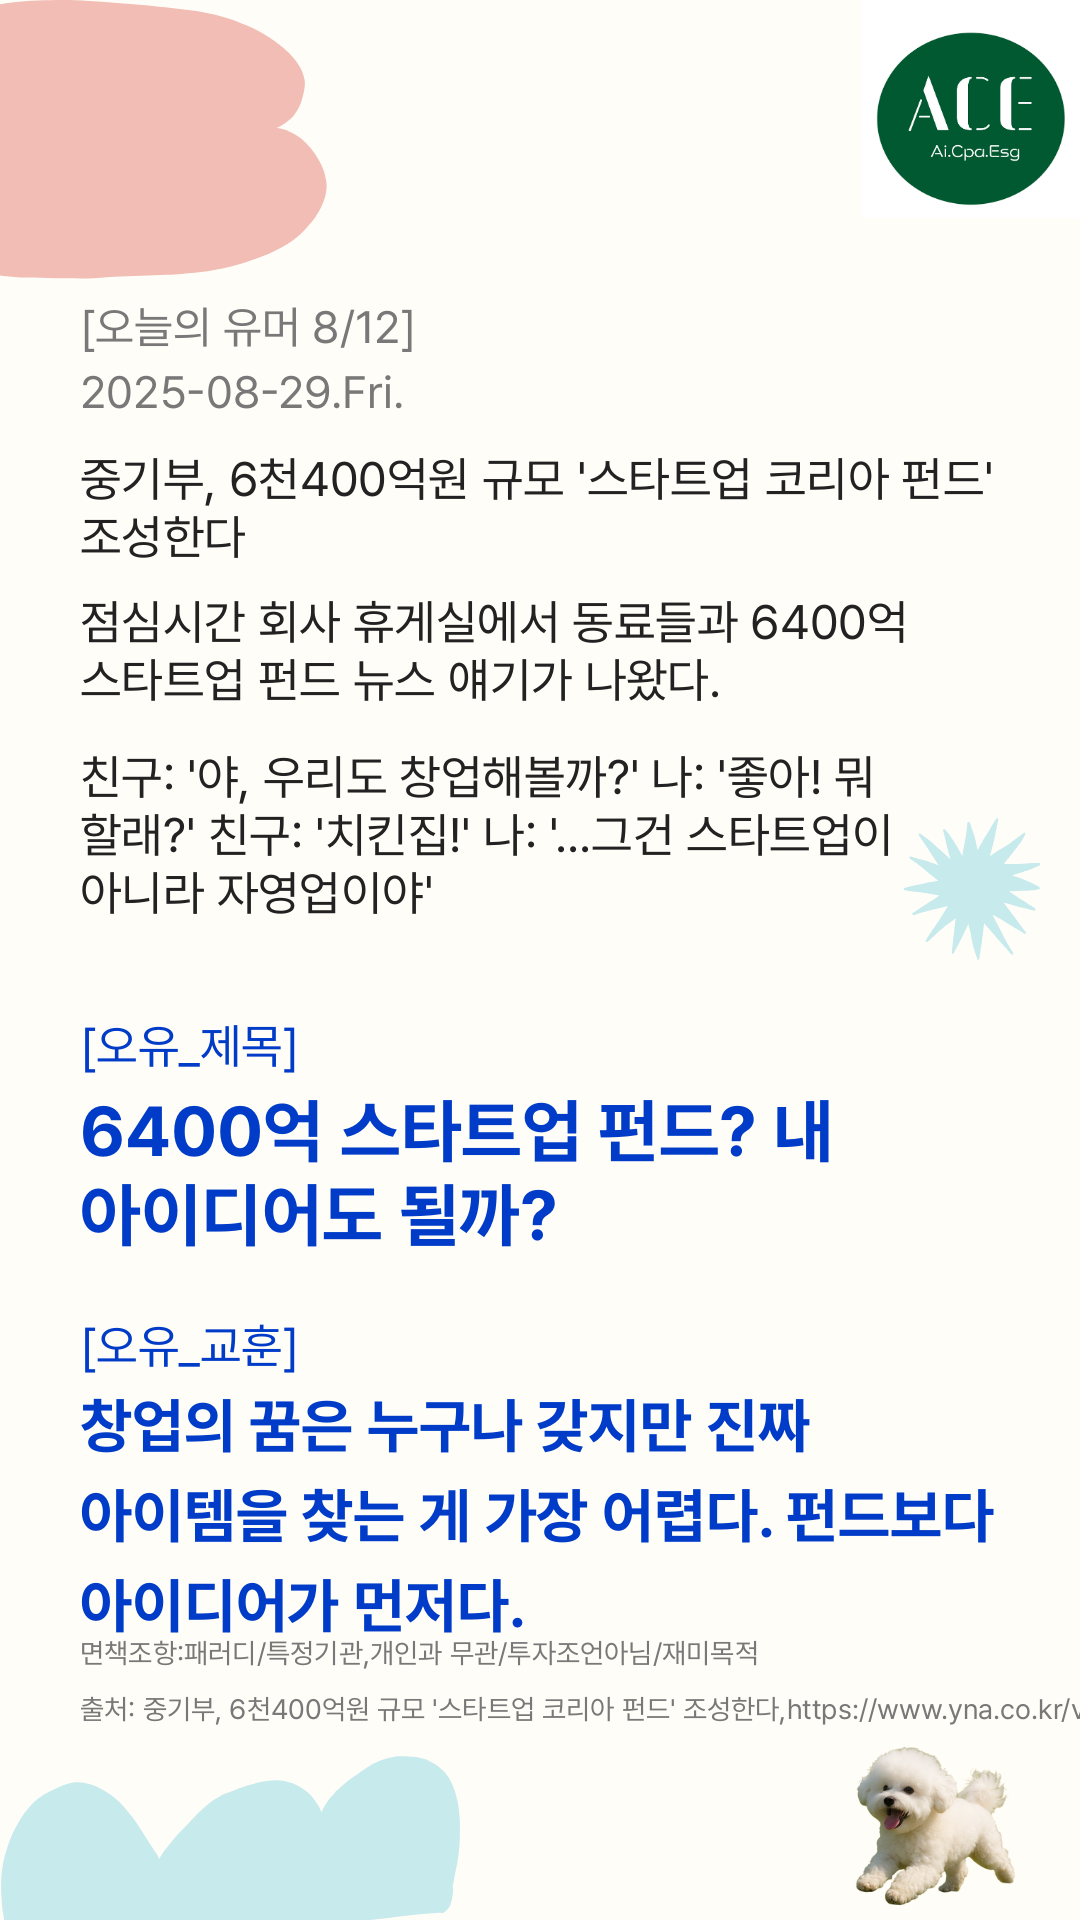 ACE
Ai.Cpa.Esg
[오늘의 유머 8/12]
2025-08-29.Fri.
중기부, 6천400억원 규모 '스타트업 코리아 펀드'
조성한다
점심시간 회사 휴게실에서 동료들과 6400억
스타트업 펀드 뉴스 얘기가 나왔다.
친구: '야, 우리도 창업해볼까?' 나: '좋아! 뭐
할래?' 친구: '치킨집!' 나: '...그건 스타트업이
아니라 자영업이야'
[오유_제목]
6400억 스타트업 펀드? 내
아이디어도 될까?
[오유_교훈]
창업의 꿈은 누구나 갖지만 진짜
아이템을 찾는 게 가장 어렵다. 펀드보다
아이디어가 먼저다.
면책조항:패러디/특정기관,개인과 무관/투자조언아님/재미목적
출처: 중기부, 6천400억원 규모 '스타트업 코리아 펀드' 조성한다,https://www.yna.co.kr/v